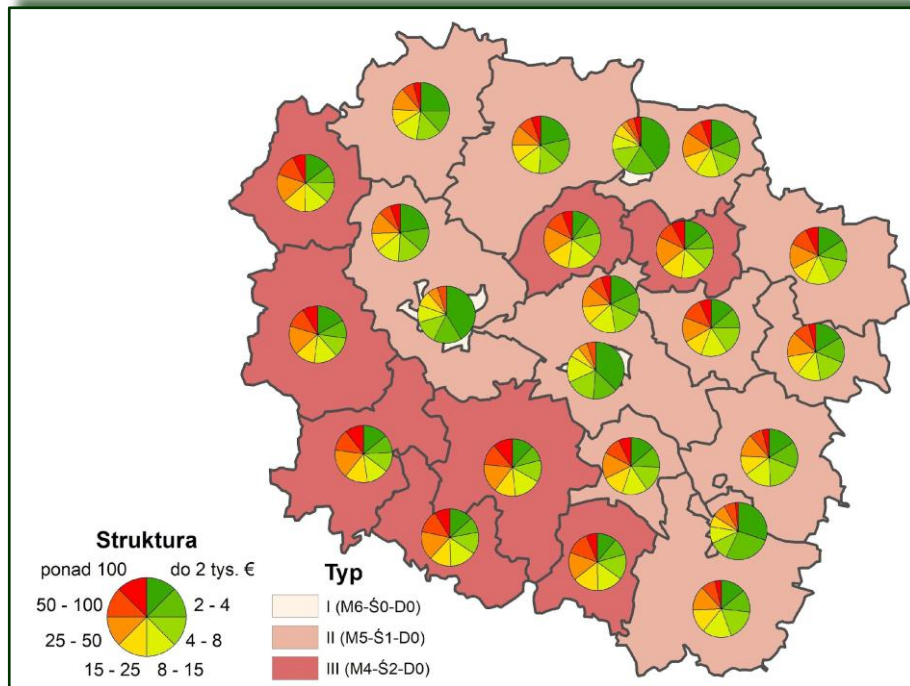 Struktura
ponad 100
do 2 tys. €
50 - 100
2 - 4
25 - 50
4 - 8
15 - 25
8 - 15
Typ
I (M6-Ś0-D0)
II (M5-Ś1-D0)
III (M4-Ś2-D0)